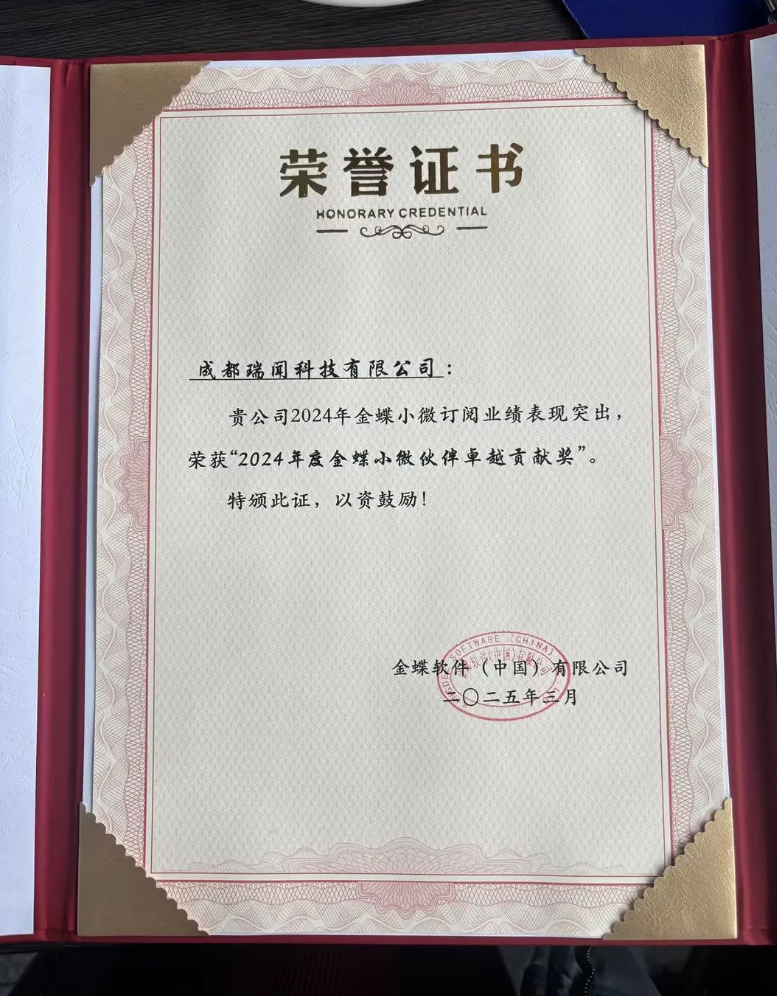 荣誉证书
HONORARY CREDENTIAL
成都瑞闻科技有限公司：
贵公司2024年金蝶小微订阅业绩表现突出，
荣获“2024年度金蝶小微伙伴卓越贡献奖”。
特颁此证，以资鼓励！
SOFTWARE (CHINA)
金蝶软件（中国）有限公司
二〇二五年三月